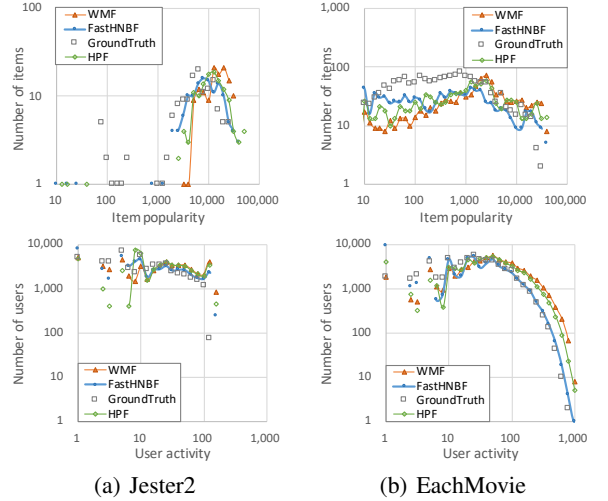 100
10
1
Number of items
10 100 1,000 10,000 100,000
Item popularity
WMF
FastHNBF
GroundTruth
HPF
1,000
100
10
1
Number of items
10 100 1,000 10,000 100,000
Item popularity
WMF
FastHNBF
GroundTruth
HPF
10,000
1,000
100
10
1
Number of users
1 10 100 1,000
User activity
WMF
FastHNBF
GroundTruth
HPF
10,000
1,000
100
10
1
Number of users
1 10 100 1,000
User activity
WMF
FastHNBF
GroundTruth
HPF
(a) Jester2
(b) EachMovie